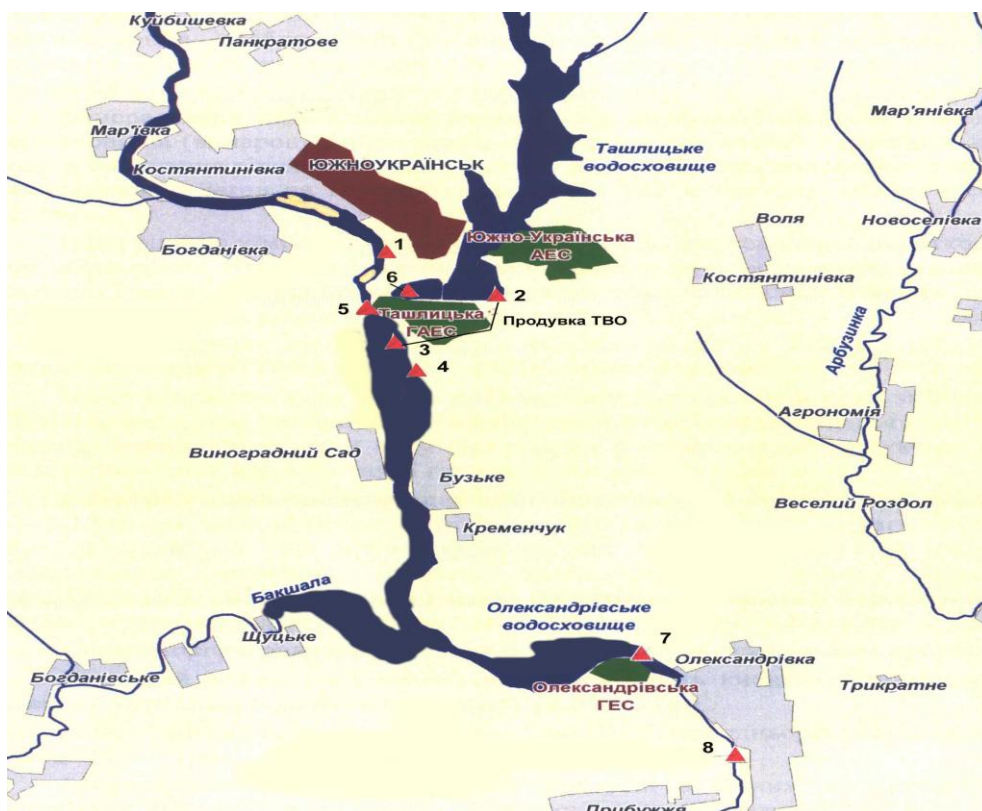 Куйбишевка
Панкратове
Мар'ївка
Костянтинівка
ЮЖНОУКРАЇНСЬК
Богданівка
Ташлицьке
водосховище
Мар'янівка
Новоселівка
Воля
Костянтинівка
Южно-Українська
АЕС
1
6
2
5
Ташлицька
ГАЕС
Продувка ТВО
3
4
Арбузинка
Агрономія
Виноградний Сад
Бузьке
Кременчук
Веселий Роздол
Бакшала
Щуцьке
Олександрівське
водосховище
7
Олександрівка
Богданівське
Трикратне
Олександрівська
ГЕС
8
Прибужжя